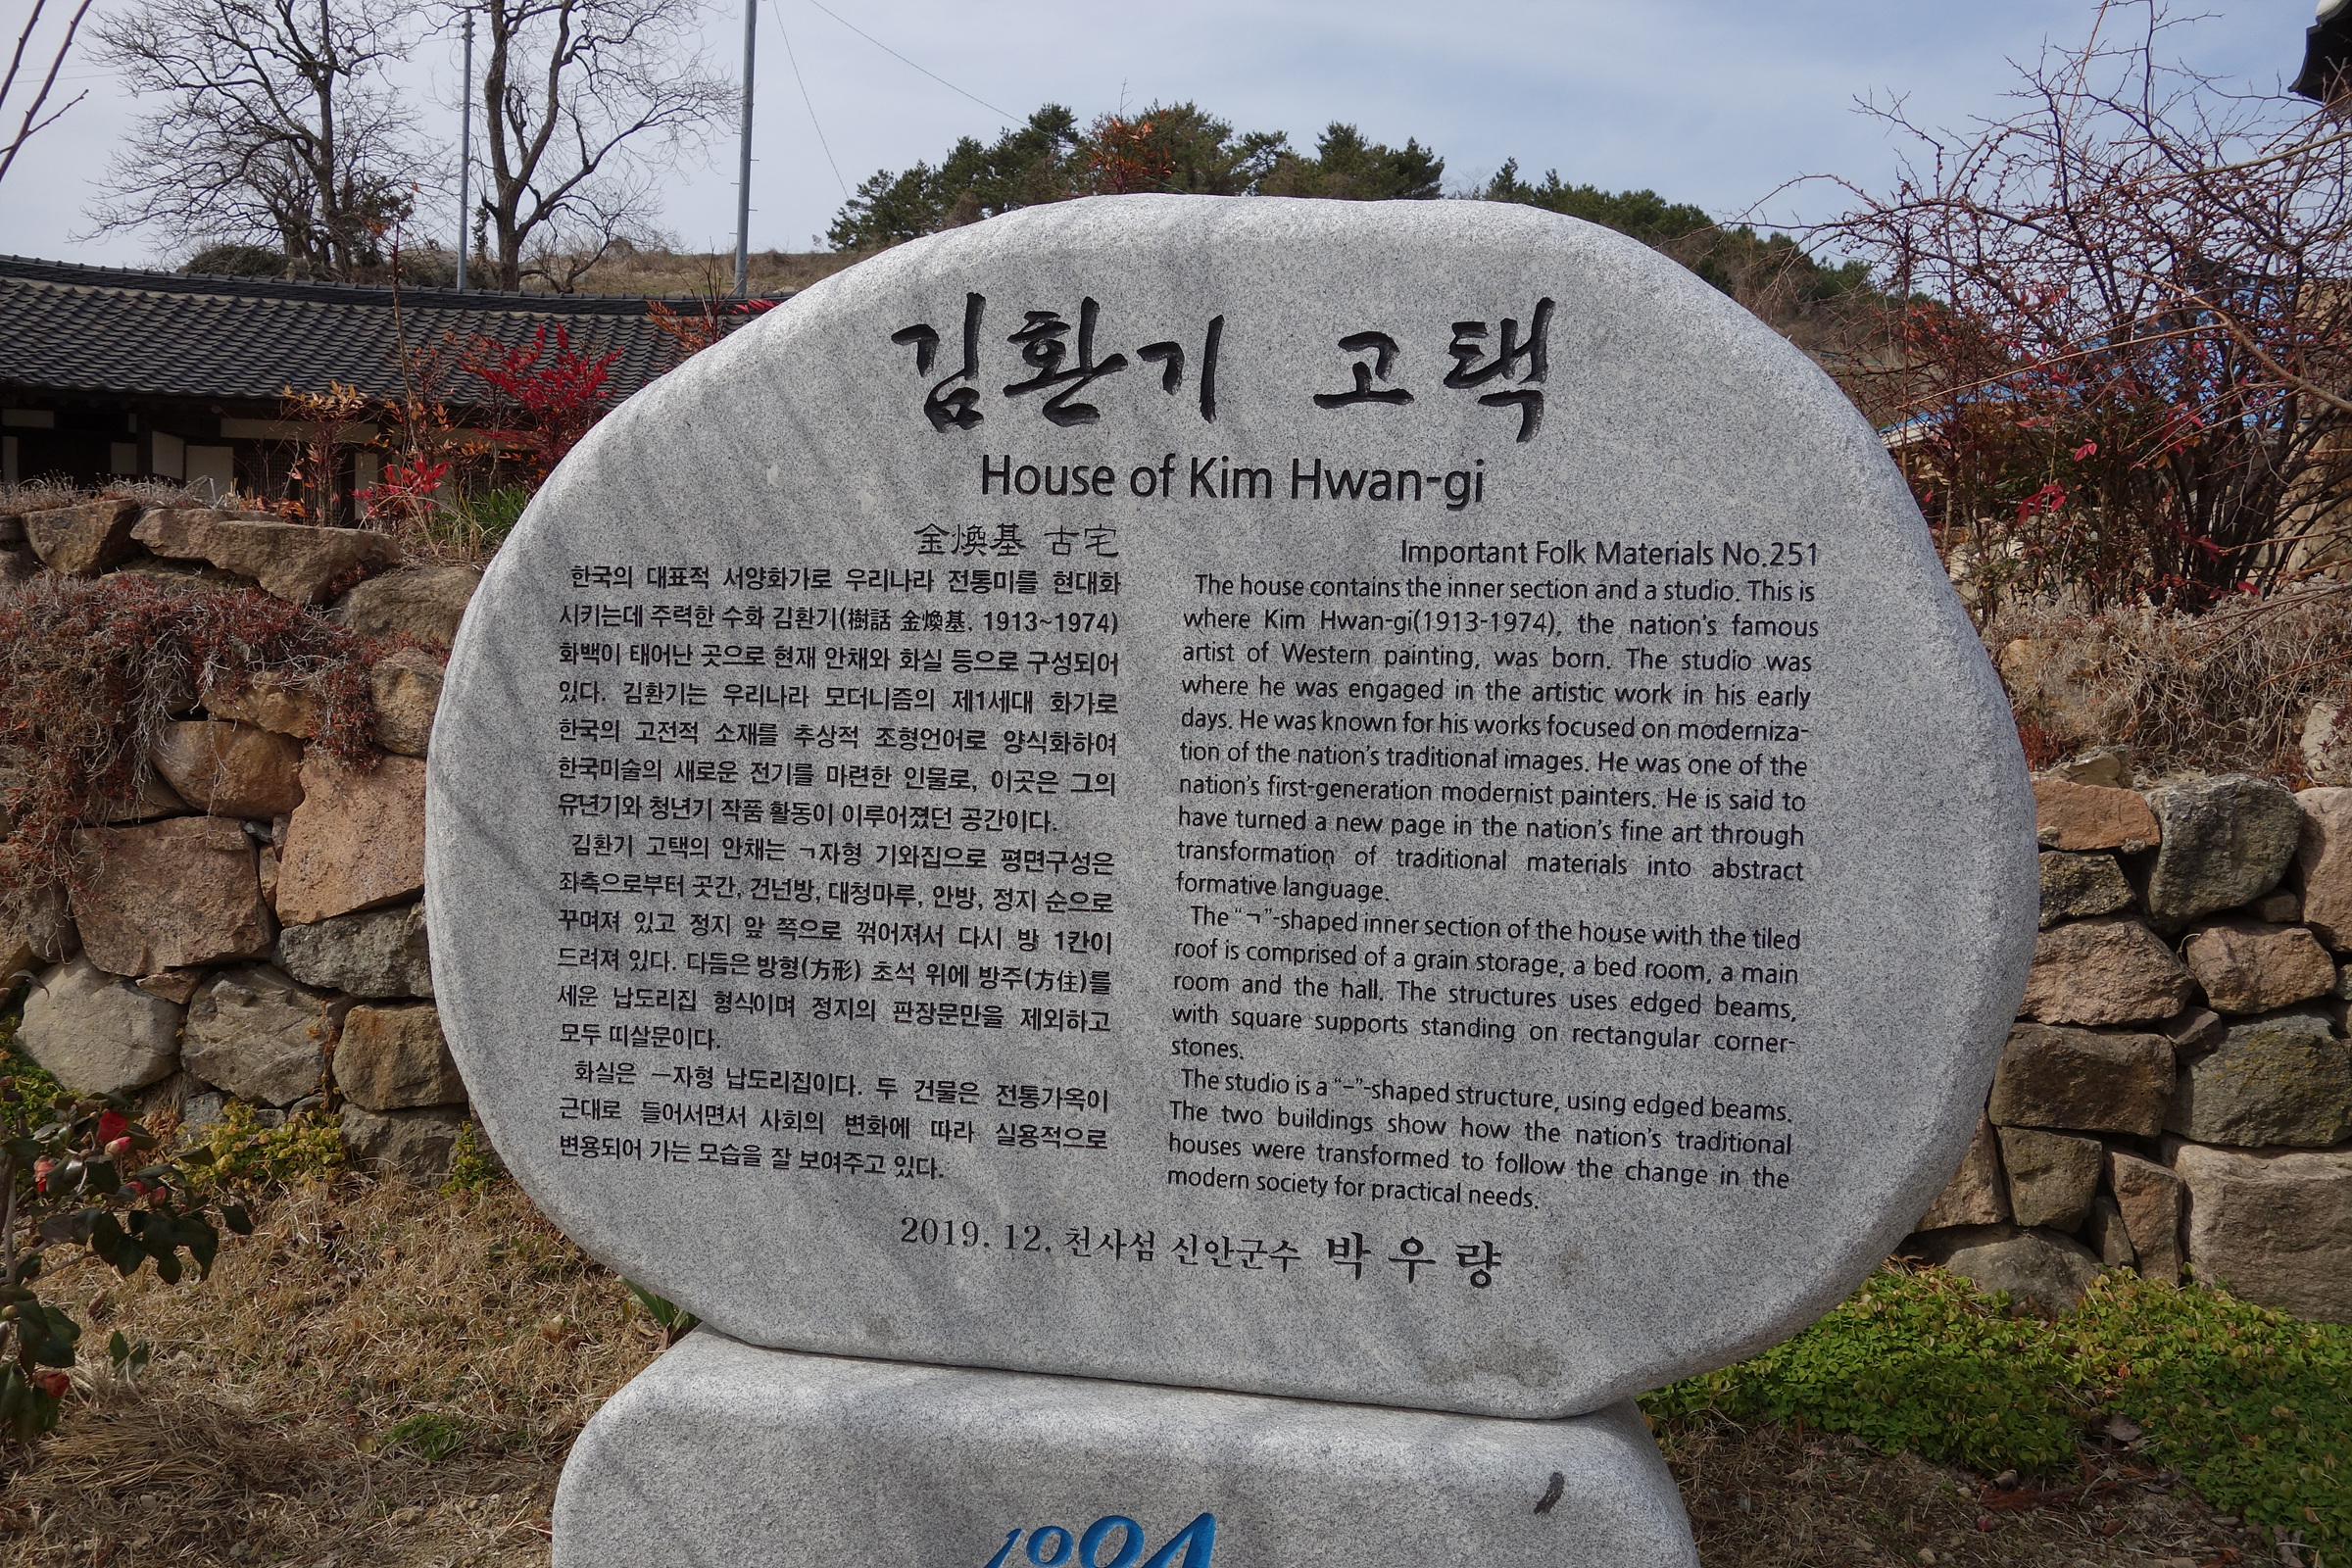 김환기 고택
House of Kim Hwan-gi
金煥基 古宅
한국의 대표적 서양화가로 우리나라 전통미를 현대화
시키는데 주력한 수화 김환기(樹話 金煥基. 1913~1974)
화백이 태어난 곳으로 현재 안채와 화실 등으로 구성되어
있다. 김환기는 우리나라 모더니즘의 제1세대 화가로
한국의 고전적 소재를 추상적 조형언어로 양식화하여
한국미술의 새로운 전기를 마련한 인물로, 이곳은 그의
유년기와 청년기 작품 활동이 이루어졌던 공간이다.
김환기 고택의 안채는 ㄱ자형 기와집으로 평면구성은
좌측으로부터 곳간, 건넌방, 대청마루, 안방, 정지 순으로
꾸며져 있고 정지 앞 쪽으로 꺾어져서 다시 방 1칸이
드려져 있다. 다듬은 방형(方形) 초석 위에 방주(方住)를
세운 납도리집 형식이며 정지의 판장문만을 제외하고
모두 띠살문이다.
화실은 ㅡ자형 납도리집이다. 두 건물은 전통가옥이
근대로 들어서면서 사회의 변화에 따라 실용적으로
변용되어 가는 모습을 잘 보여주고 있다.
Important Folk Materials No.251
The house contains the inner section and a studio. This is
where Kim Hwan-gi(1913-1974), the nation's famous
artist of Western painting, was born. The studio was
where he was engaged in the artistic work in his early
days. He was known for his works focused on moderniza-
tion of the nation's traditional images. He was one of the
nation's first-generation modernist painters. He is said to
have turned a new page in the nation's fine art through
transformation of traditional materials into abstract
formative language.
The “ㄱ”-shaped inner section of the house with the tiled
roof is comprised of a grain storage, a bed room, a main
room and the hall. The structures uses edged beams,
with square supports standing on rectangular corner-
stones.
The studio is a “-”-shaped structure, using edged beams.
The two buildings show how the nation's traditional
houses were transformed to follow the change in the
modern society for practical needs.
2019. 12. 천사섬 신안군수 박우량
1004